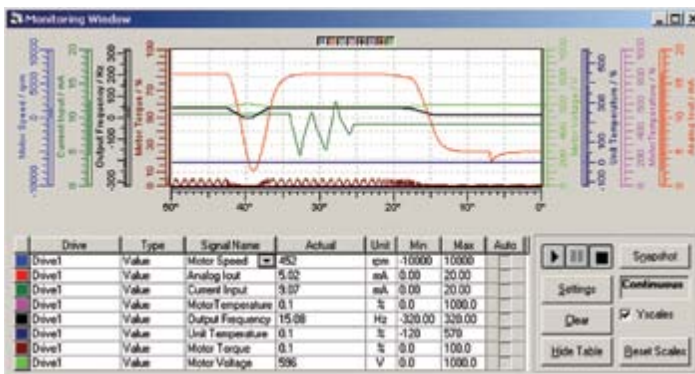 Monitoring Window
Motor Speed / rpm
Current Input / mA
Output Frequency / Hz
Motor Torque / %
Motor Voltage / V
Unit Temperature / %
MotorTemperature / %
50" 40" 30" 20" 10" 0"
Drive Type Signal Name Actual Unit Min Max Auto
Drive1 Value Motor Speed 452 rpm -10000 10000
Drive1 Value Analog Iout 5.02 mA 0.00 20.00
Drive1 Value Current Input 9.07 mA 0.00 20.00
Drive1 Value MotorTemperature 0.1 % 0.0 1000.0
Drive1 Value Output Frequency 15.08 Hz -320.00 320.00
Drive1 Value Unit Temperature 0.1 % -120 570
Drive1 Value Motor Torque 0.1 % 0.0 100.0
Drive1 Value Motor Voltage 596 V 0.0 1000.0
Snapshot
Settings
Continuous
Clear
Yscales
Hide Table
Reset Scales